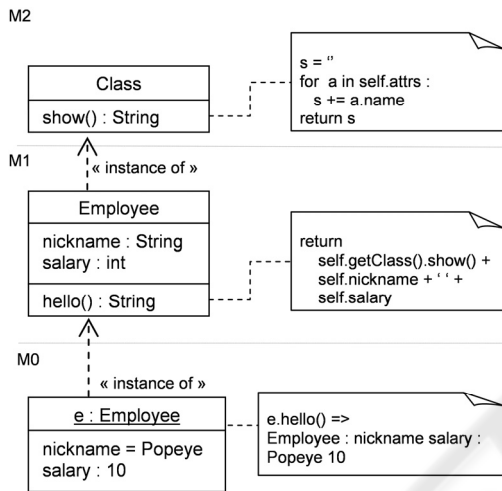 M2
Class
show() : String
s = ‘’
for a in self.attrs :
s += a.name
return s
M1
« instance of »
Employee
nickname : String
salary : int
hello() : String
return
self.getClass().show() +
self.nickname + ‘ ‘ +
self.salary
M0
« instance of »
e : Employee
nickname = Popeye
salary : 10
e.hello() =>
Employee : nickname salary :
Popeye 10